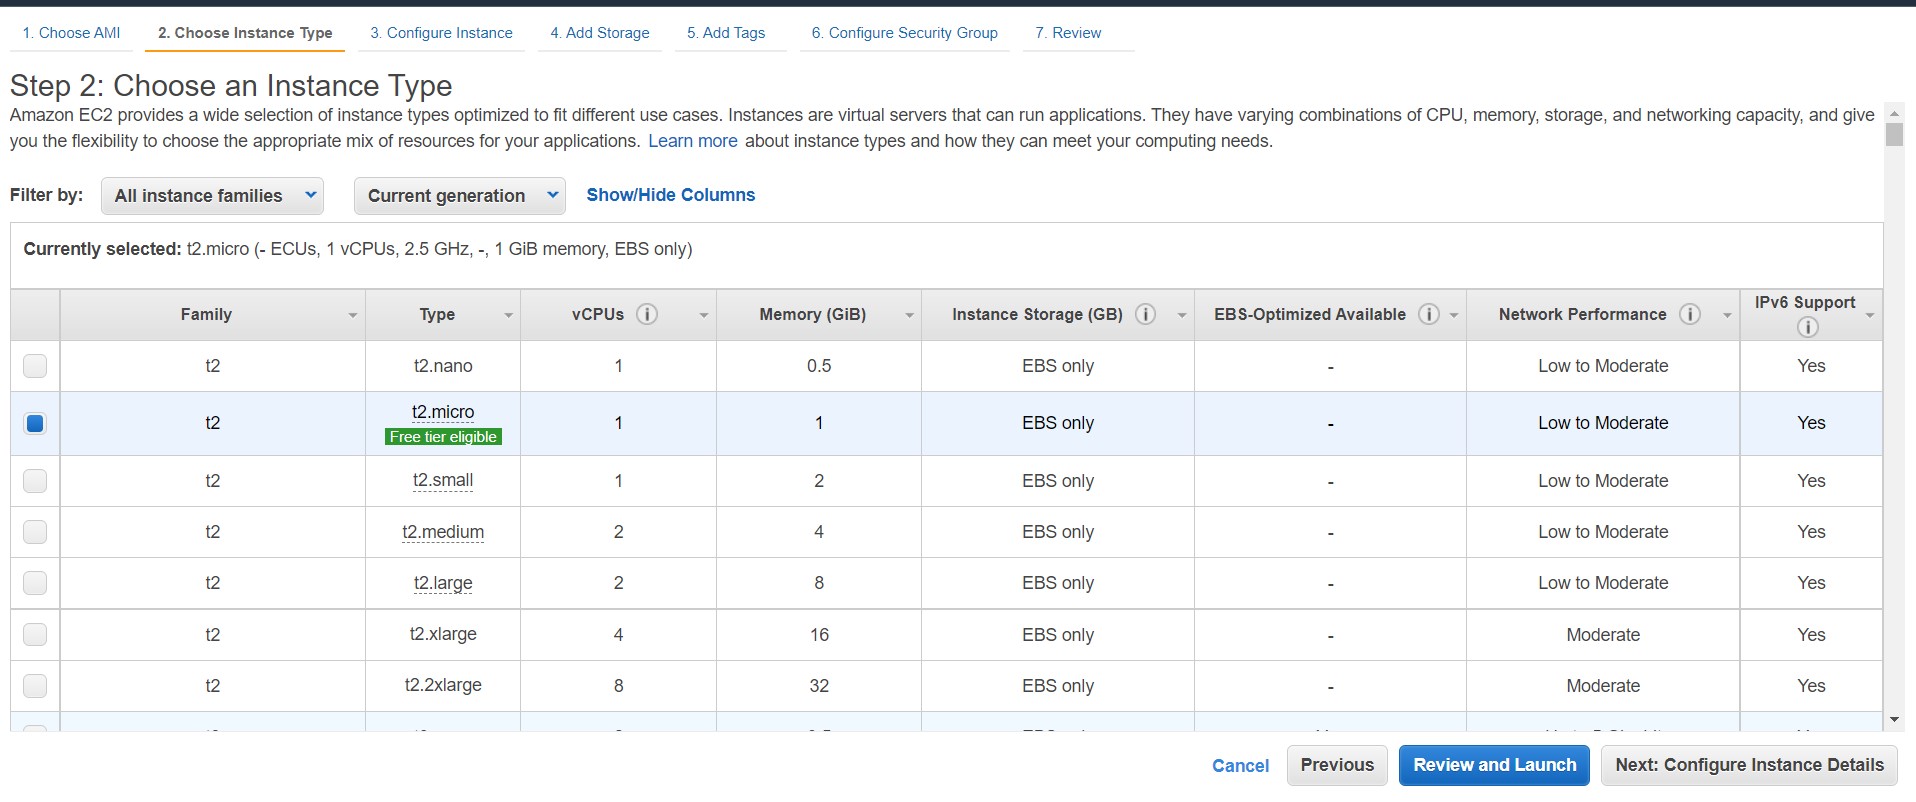 1. Choose AMI 2. Choose Instance Type 3. Configure Instance 4. Add Storage 5. Add Tags 6. Configure Security Group 7. Review
Step 2: Choose an Instance Type
Amazon EC2 provides a wide selection of instance types optimized to fit different use cases. Instances are virtual servers that can run applications. They have varying combinations of CPU, memory, storage, and networking capacity, and give
you the flexibility to choose the appropriate mix of resources for your applications. Learn more about instance types and how they can meet your computing needs.
Filter by: All instance families Current generation Show/Hide Columns
Currently selected: t2.micro (- ECUs, 1 vCPUs, 2.5 GHz, -, 1 GiB memory, EBS only)
Family Type vCPUs i Memory (GiB) Instance Storage (GB) i EBS-Optimized Available i Network Performance i IPv6 Support i
t2 t2.nano 1 0.5 EBS only - Low to Moderate Yes
t2 t2.micro 1 1 EBS only - Low to Moderate Yes
Free tier eligible
t2 t2.small 1 2 EBS only - Low to Moderate Yes
t2 t2.medium 2 4 EBS only - Low to Moderate Yes
t2 t2.large 2 8 EBS only - Low to Moderate Yes
t2 t2.xlarge 4 16 EBS only - Moderate Yes
t2 t2.2xlarge 8 32 EBS only - Moderate Yes
Cancel Previous Review and Launch Next: Configure Instance Details